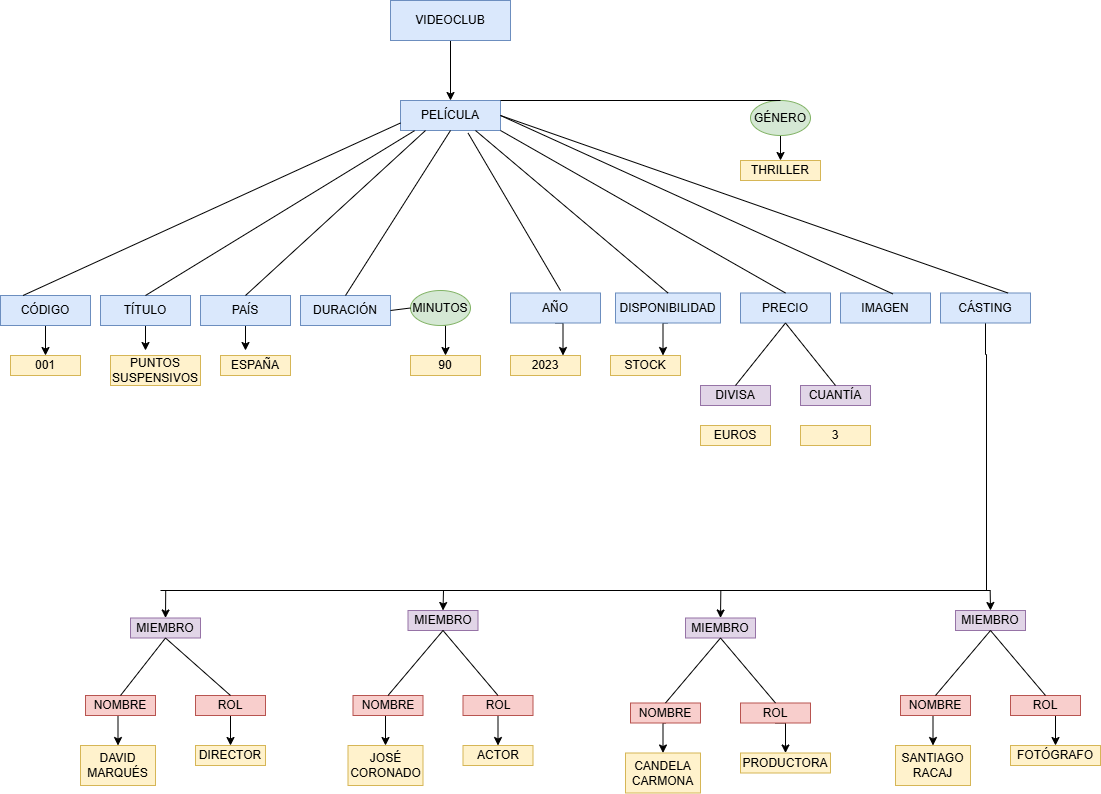 VIDEOCLUB
PELÍCULA
GÉNERO
THRILLER
CÓDIGO
TÍTULO
PAÍS
DURACIÓN
MINUTOS
AÑO
DISPONIBILIDAD
PRECIO
IMAGEN
CÁSTING
001
PUNTOS
SUSPENSIVOS
ESPAÑA
90
2023
STOCK
DIVISA
CUANTÍA
EUROS
3
MIEMBRO
MIEMBRO
MIEMBRO
MIEMBRO
NOMBRE
ROL
NOMBRE
ROL
NOMBRE
ROL
NOMBRE
ROL
DAVID
MARQUÉS
DIRECTOR
JOSÉ
CORONADO
ACTOR
CANDELA
CARMONA
PRODUCTORA
SANTIAGO
RACAJ
FOTÓGRAFO